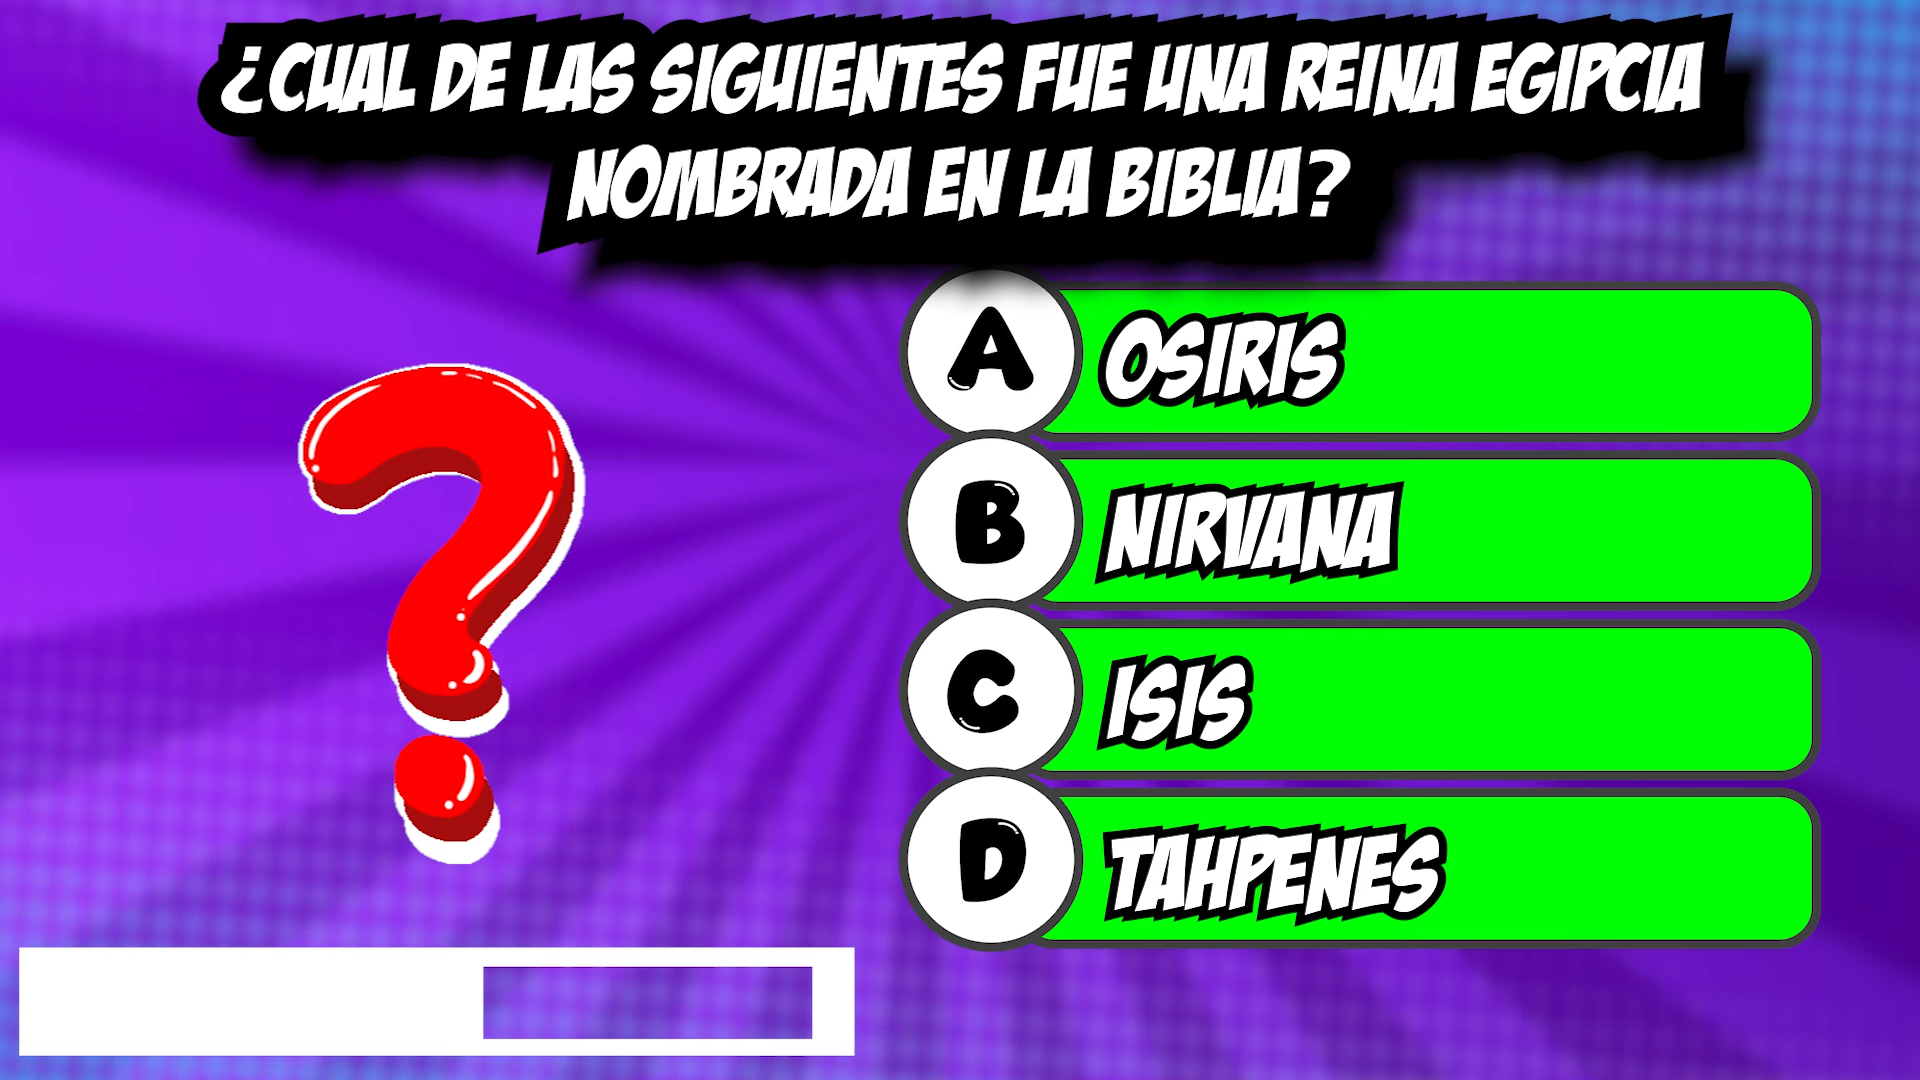 ¿CUAL DE LAS SIGUIENTES FUE UNA REINA EGIPCIA
NOMBRADA EN LA BIBLIA?
A OSIRIS
B NIRVANA
C ISIS
D TAHPENES